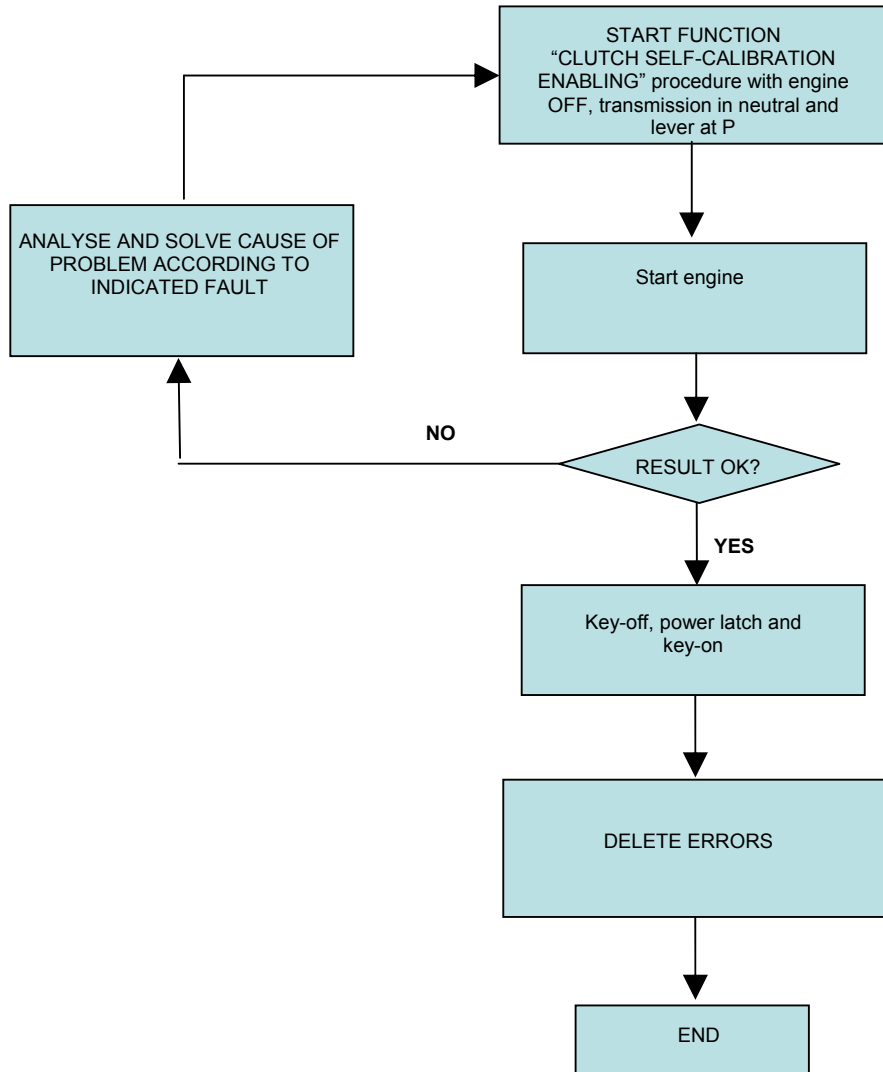 START FUNCTION
“CLUTCH SELF-CALIBRATION
ENABLING” procedure with engine
OFF, transmission in neutral and
lever at P
ANALYSE AND SOLVE CAUSE OF
PROBLEM ACCORDING TO
INDICATED FAULT
Start engine
NO
RESULT OK?
YES
Key-off, power latch and
key-on
DELETE ERRORS
END